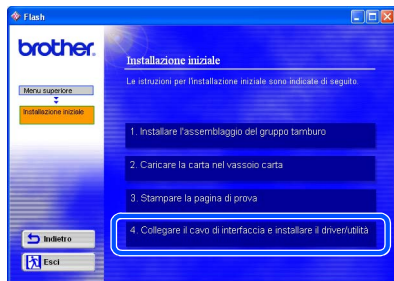 Flash
brother.
Installazione iniziale
Le istruzioni per l'installazione iniziale sono indicate di seguito.
Menu superiore
Installazione iniziale
1. Installare l'assemblaggio del gruppo tamburo
2. Caricare la carta nel vassoio carta
3. Stampare la pagina di prova
4. Collegare il cavo di interfaccia e installare il driver/utilità
Indietro
Esci